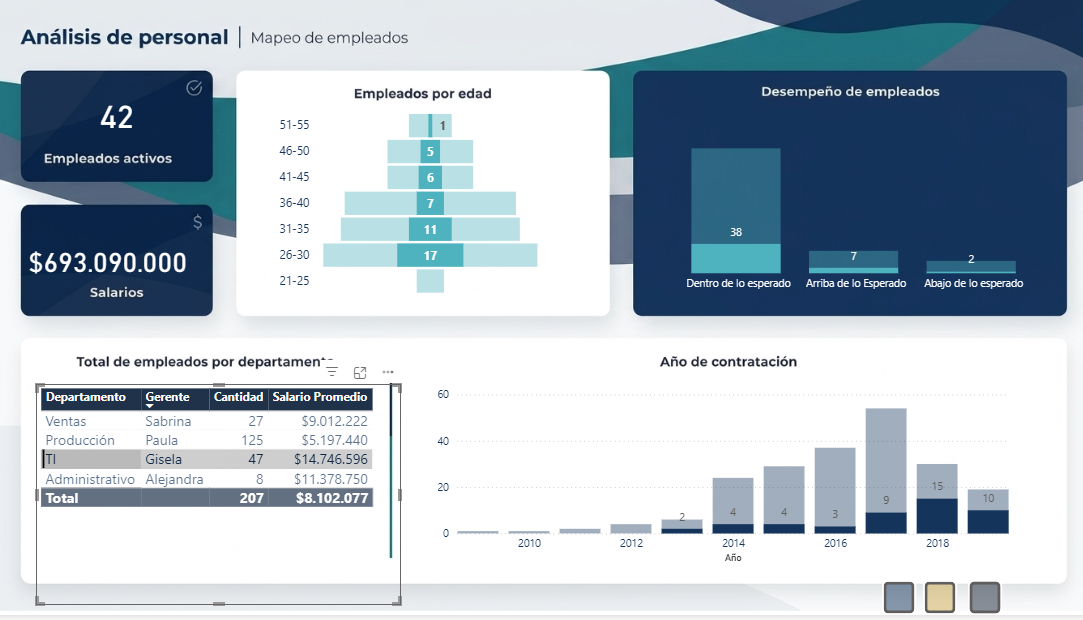 Análisis de personal | Mapeo de empleados
42
Empleados activos
$
$693.090.000
Salarios
Empleados por edad
51-55 1
46-50 5
41-45 6
36-40 7
31-35 11
26-30 17
21-25
Desempeño de empleados
38 7 2
Dentro de lo esperado Arriba de lo Esperado Abajo de lo esperado
Total de empleados por departament
Departamento Gerente Cantidad Salario Promedio
Ventas Sabrina 27 $9.012.222
Producción Paula 125 $5.197.440
TI Gisela 47 $14.746.596
Administrativo Alejandra 8 $11.378.750
Total 207 $8.102.077
Año de contratación
60
40
20
0
2 4 4 3 9 15 10
2010 2012 2014 2016 2018
Año